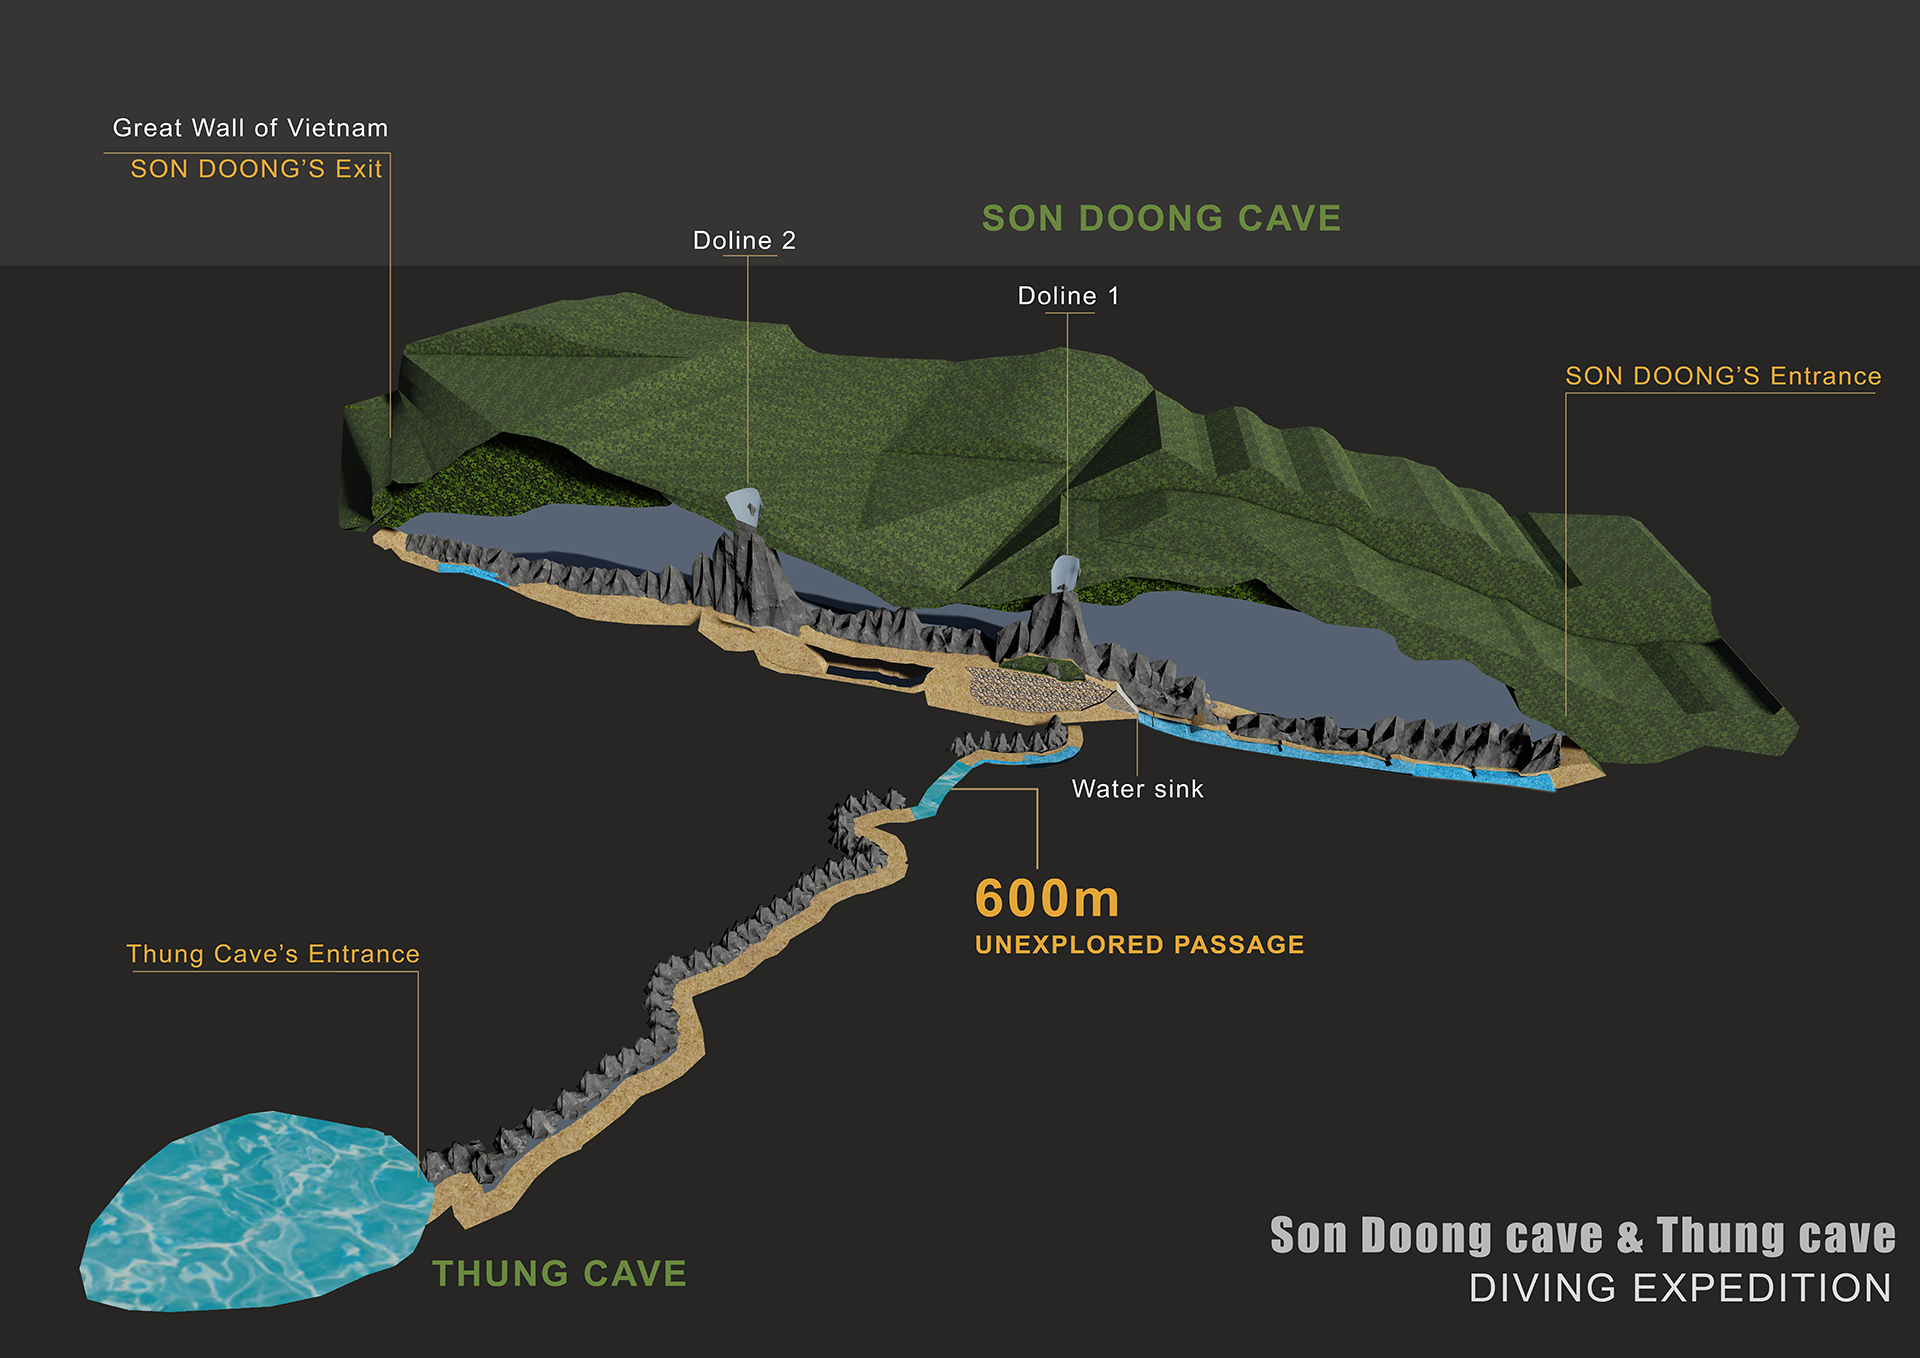 Great Wall of Vietnam
SON DOONG'S Exit
SON DOONG CAVE
Doline 2
Doline 1
SON DOONG'S Entrance
Water sink
600m
UNEXPLORED PASSAGE
Thung Cave's Entrance
THUNG CAVE
Son Doong cave & Thung cave
DIVING EXPEDITION